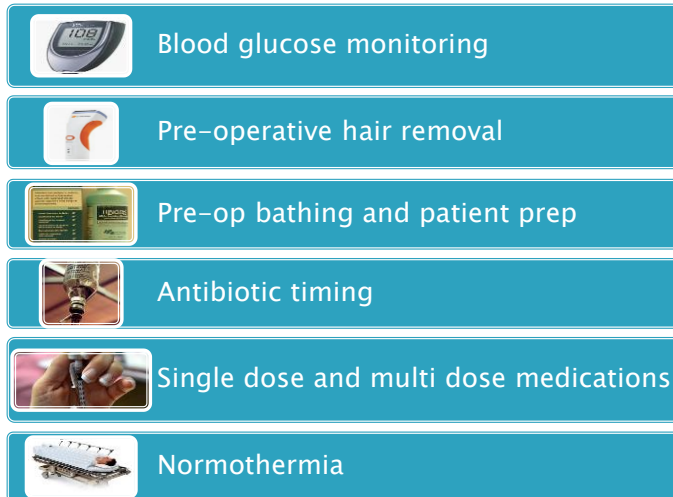 108
Blood glucose monitoring
Pre-operative hair removal
Pre-op bathing and patient prep
Antibiotic timing
Single dose and multi dose medications
Normothermia